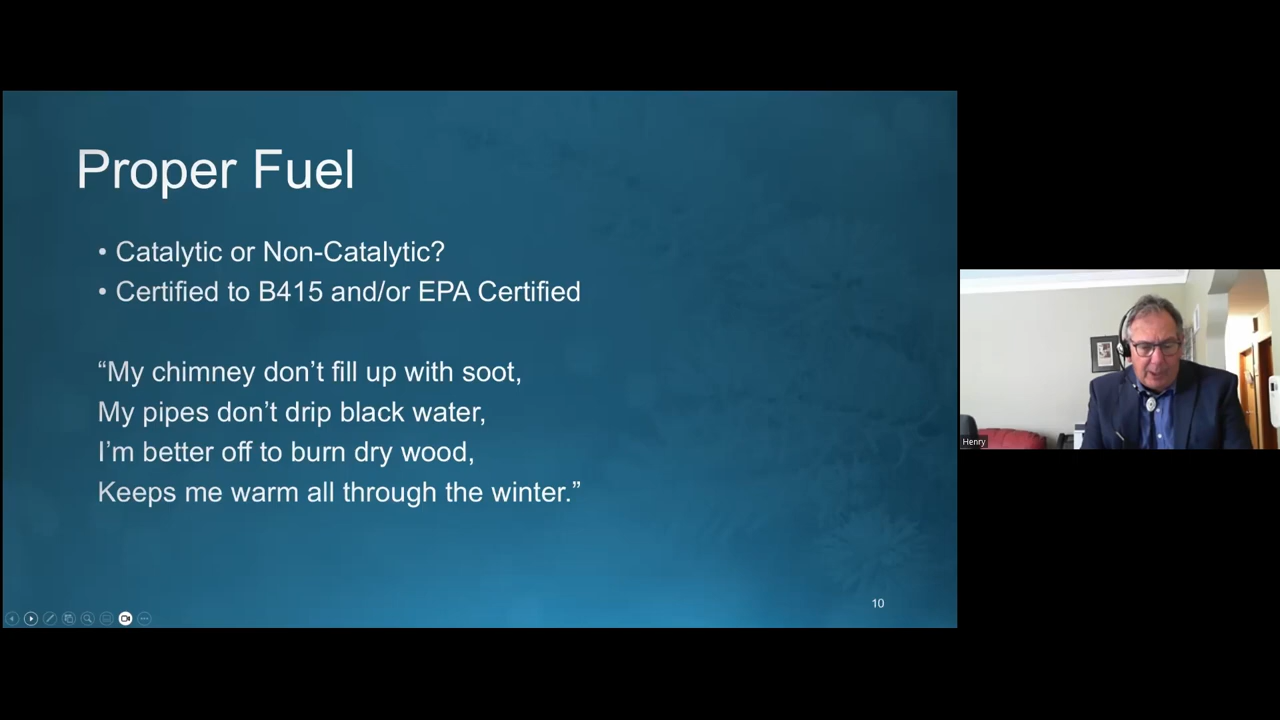 Proper Fuel
• Catalytic or Non-Catalytic?
• Certified to B415 and/or EPA Certified
“My chimney don’t fill up with soot,
My pipes don’t drip black water,
I’m better off to burn dry wood,
Keeps me warm all through the winter.”
10
Henry